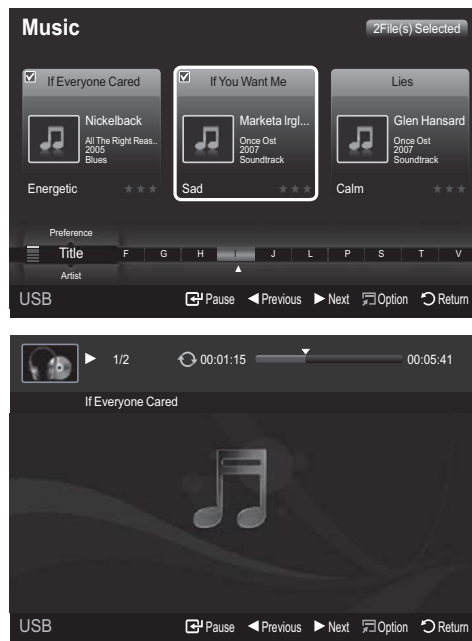 Music
2File(s) Selected
If Everyone Cared
If You Want Me
Lies
Nickelback
All The Right Reas..
2005
Blues
Marketa Irgl...
Once Ost
2007
Soundtrack
Glen Hansard
Once Ost
2007
Soundtrack
Energetic
Sad
Calm
Preference
Title
F G H I J L P S T V
Artist
USB
Pause Previous Next Option Return
1/2 00:01:15 00:05:41
If Everyone Cared
USB
Pause Previous Next Option Return